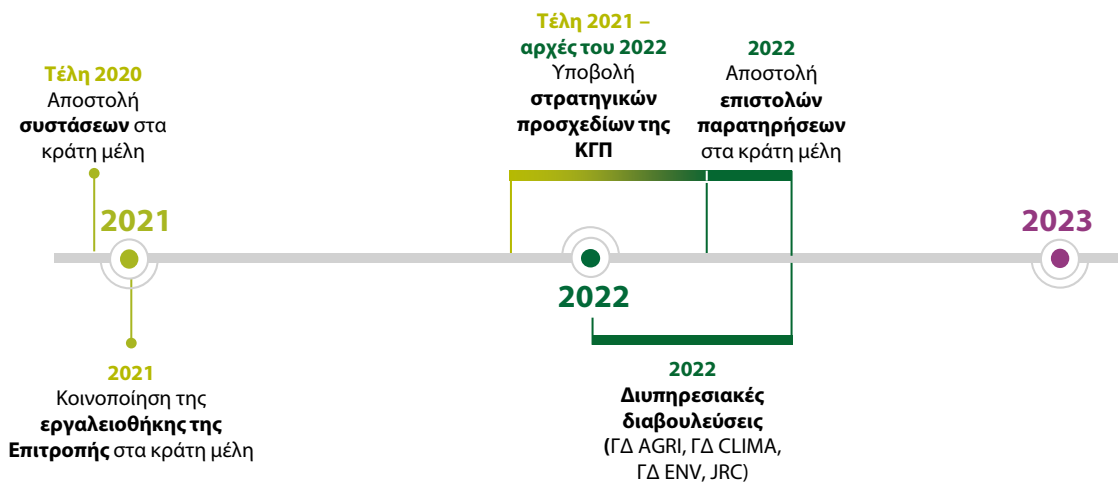 Τέλη 2020
Αποστολή
συστάσεων στα
κράτη μέλη
Τέλη 2021 –
αρχές του 2022
Υποβολή
στρατηγικών
προσχεδίων της
ΚΓΠ
2022
Αποστολή
επιστολών
παρατηρήσεων
στα κράτη μέλη
2021
2022
2023
2021
Κοινοποίηση της
εργαλειοθήκης της
Επιτροπής στα κράτη μέλη
2022
Διυπηρεσιακές
διαβουλεύσεις
(ΓΔ AGRI, ΓΔ CLIMA,
ΓΔ ENV, JRC)